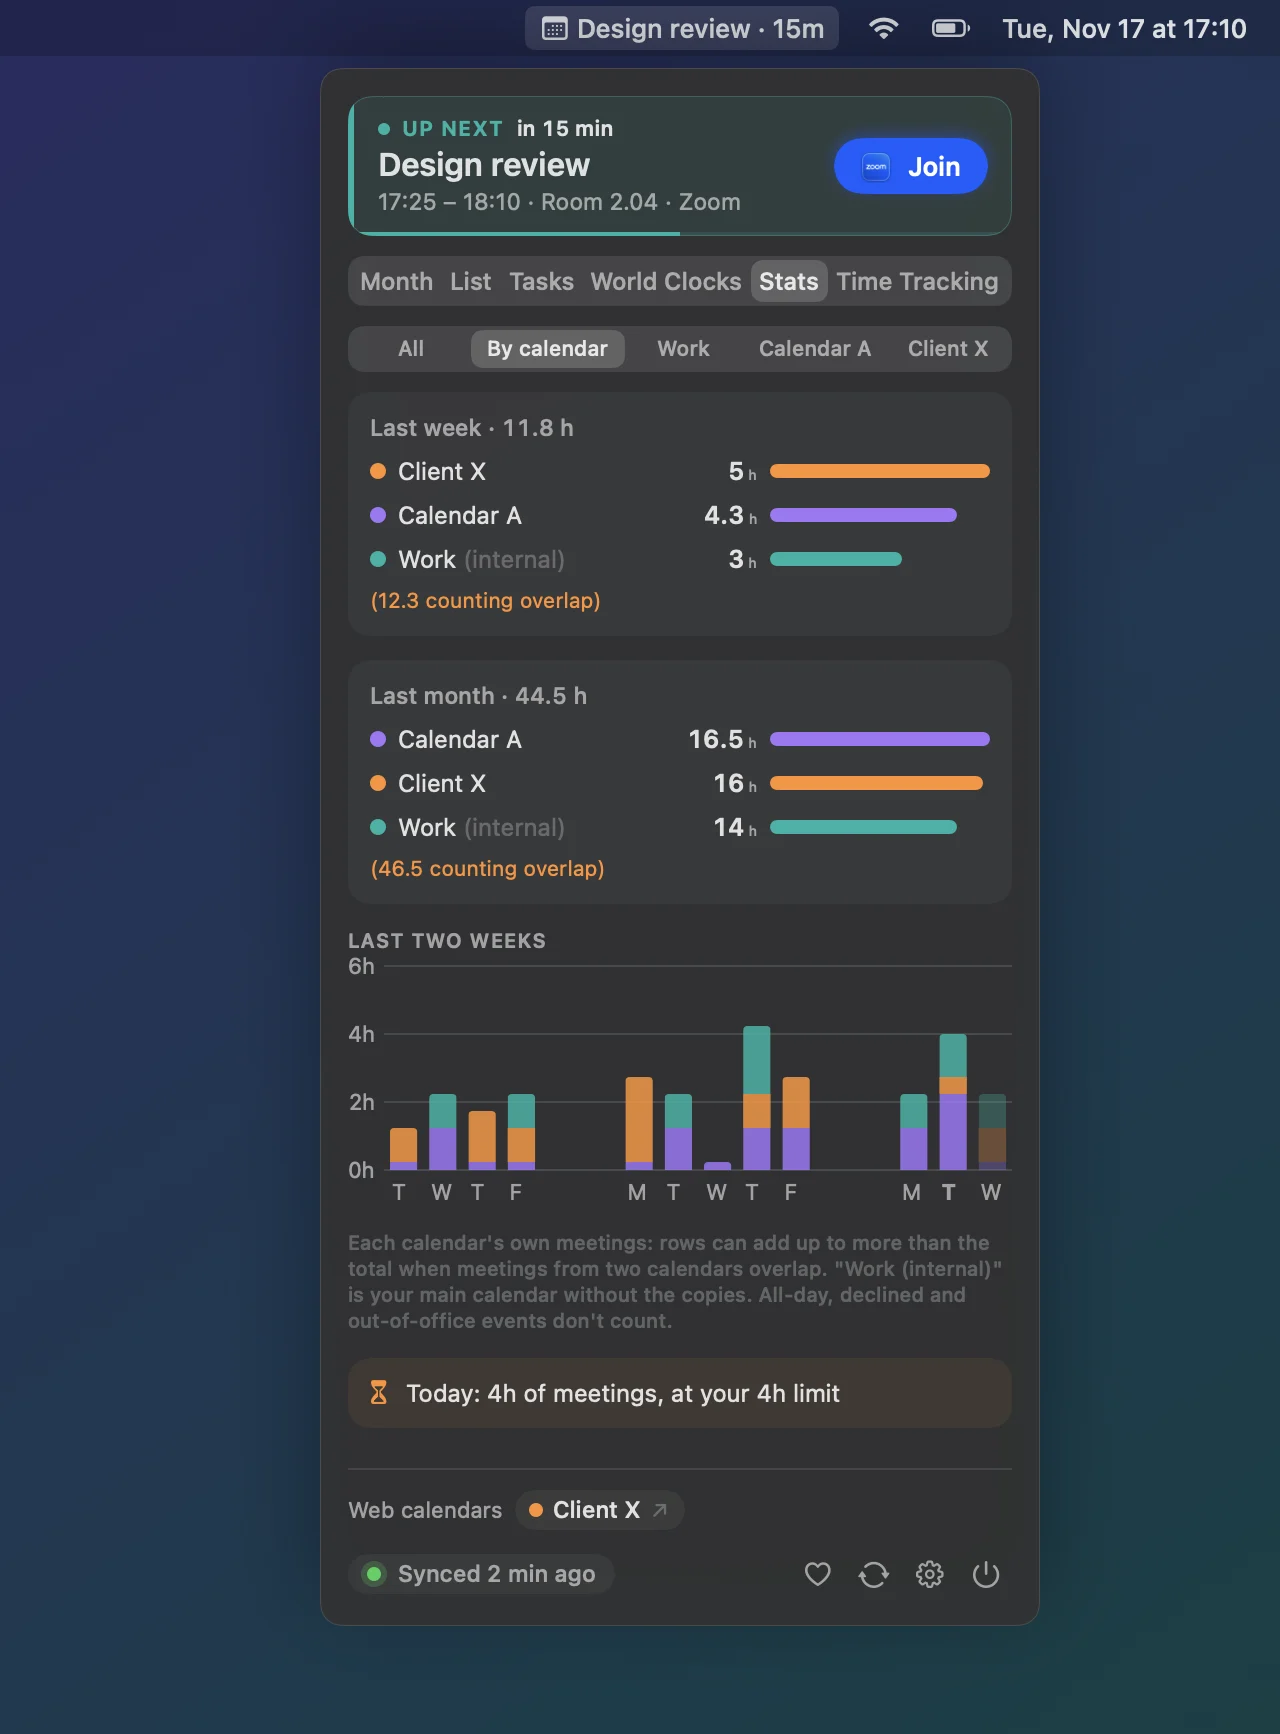 Design review · 15m
Tue, Nov 17 at 17:10
UP NEXT in 15 min
Design review
17:25 – 18:10 · Room 2.04 · Zoom
zoom Join
Month List Tasks World Clocks Stats Time Tracking
All By calendar Work Calendar A Client X
Last week · 11.8 h
Client X 5 h
Calendar A 4.3 h
Work (internal) 3 h
(12.3 counting overlap)
Last month · 44.5 h
Calendar A 16.5 h
Client X 16 h
Work (internal) 14 h
(46.5 counting overlap)
LAST TWO WEEKS
6h
4h
2h
0h
T W T F M T W T F M T W
Each calendar's own meetings: rows can add up to more than the
total when meetings from two calendars overlap. "Work (internal)"
is your main calendar without the copies. All-day, declined and
out-of-office events don't count.
Today: 4h of meetings, at your 4h limit
Web calendars Client X
Synced 2 min ago